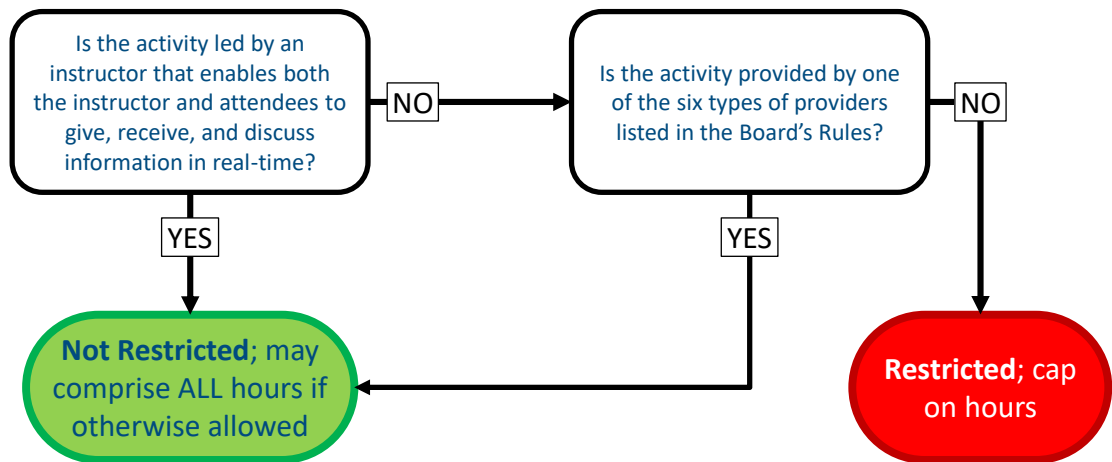 Is the activity led by an
instructor that enables both
the instructor and attendees to
give, receive, and discuss
information in real-time?
NO
Is the activity provided by one
of the six types of providers
listed in the Board’s Rules?
NO
YES
YES
Not Restricted; may
comprise ALL hours if
otherwise allowed
Restricted; cap
on hours